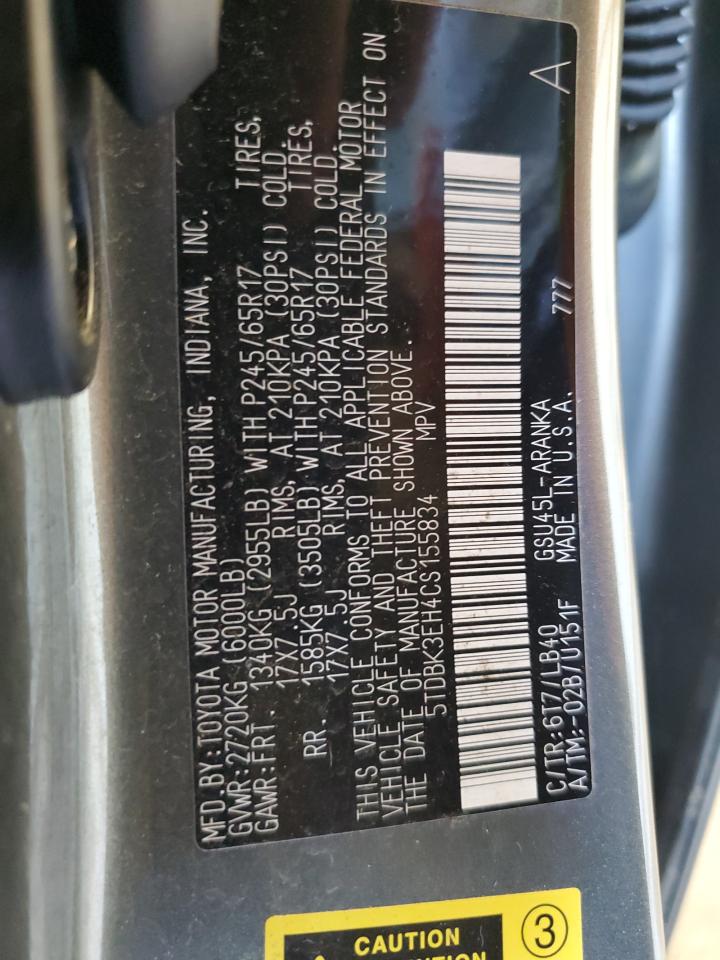 MFD.BY:TOYOTA MOTOR MANUFACTURING, INDIANA, INC.
GVWR:2720KG (6000LB)
GAWR:FRT. 1340KG (2955LB) WITH P245/65R17 TIRES,
17X7.5J RIMS, AT 210KPA (30PSI) COLD.
RR. 1585KG (3505LB) WITH P245/65R17 TIRES,
17X7.5J RIMS, AT 210KPA (30PSI) COLD.
THIS VEHICLE CONFORMS TO ALL APPLICABLE FEDERAL MOTOR
VEHICLE SAFETY AND THEFT PREVENTION STANDARDS IN EFFECT ON
THE DATE OF MANUFACTURE SHOWN ABOVE.
5TDBK3EH4CS155834 MPV
C/TR:6T7/LB40 GSU45L-ARANKA
A/TM:-02B/U151F MADE IN U.S.A. 777 A
CAUTION
3